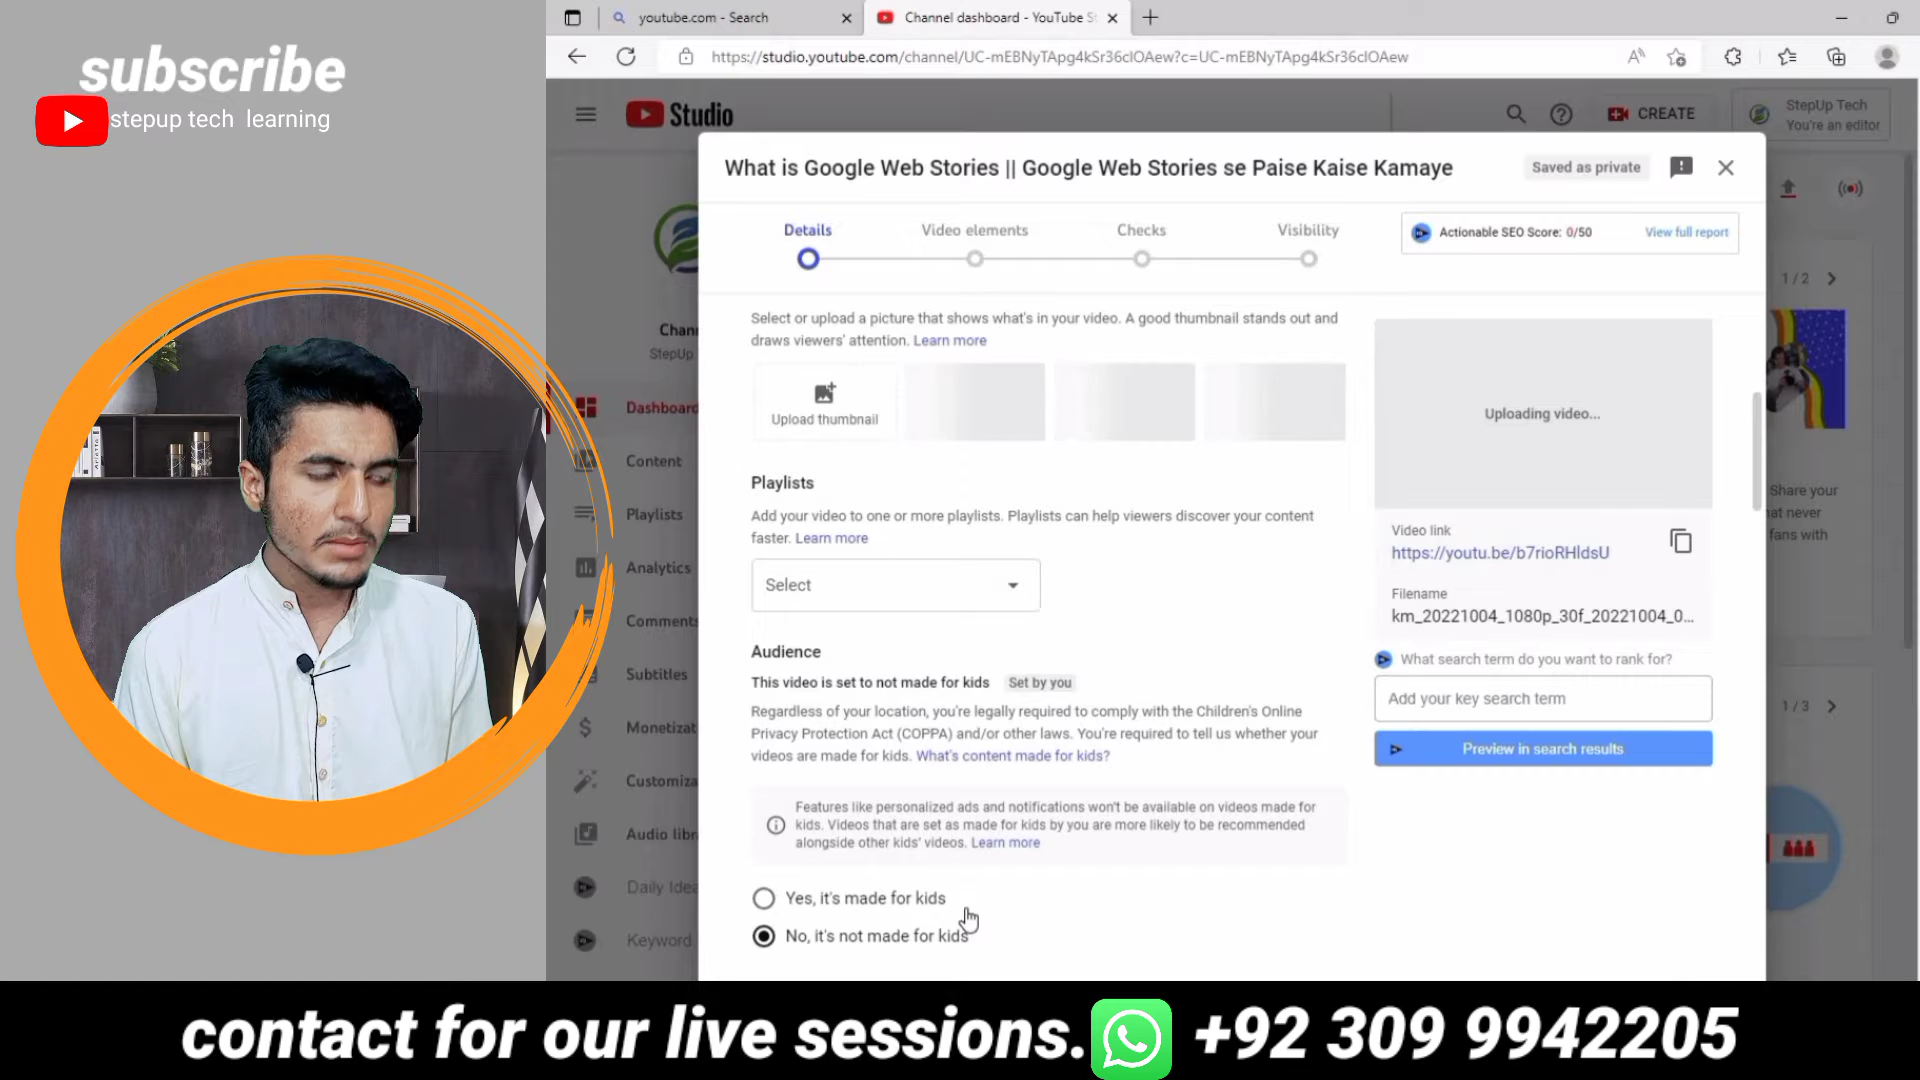 subscribe
stepup tech learning
youtube.com - Search
Channel dashboard - YouTube S
https://studio.youtube.com/channel/UC-mEBNyTApg4kSr36clOAew?c=UC-mEBNyTApg4kSr36clOAew
Studio
CREATE
StepUp Tech
You're an editor
What is Google Web Stories || Google Web Stories se Paise Kaise Kamaye
Saved as private
Details
Video elements
Checks
Visibility
Actionable SEO Score: 0/50
View full report
1 / 2
Select or upload a picture that shows what's in your video. A good thumbnail stands out and
draws viewers' attention. Learn more
Upload thumbnail
Uploading video...
Chan
StepUp
Dashboard
Content
Playlists
Analytics
Comments
Subtitles
Monetizat
Customiza
Audio libr
Daily Idea
Keyword
Playlists
Add your video to one or more playlists. Playlists can help viewers discover your content
faster. Learn more
Select
Audience
This video is set to not made for kids
Set by you
Regardless of your location, you're legally required to comply with the Children's Online
Privacy Protection Act (COPPA) and/or other laws. You're required to tell us whether your
videos are made for kids. What's content made for kids?
Features like personalized ads and notifications won't be available on videos made for
kids. Videos that are set as made for kids by you are more likely to be recommended
alongside other kids' videos. Learn more
Yes, it's made for kids
No, it's not made for kids
Video link
https://youtu.be/b7rioRHldsU
Filename
km_20221004_1080p_30f_20221004_0...
What search term do you want to rank for?
Add your key search term
Preview in search results
Share your
at never
fans with
1 / 3
contact for our live sessions.
+92 309 9942205